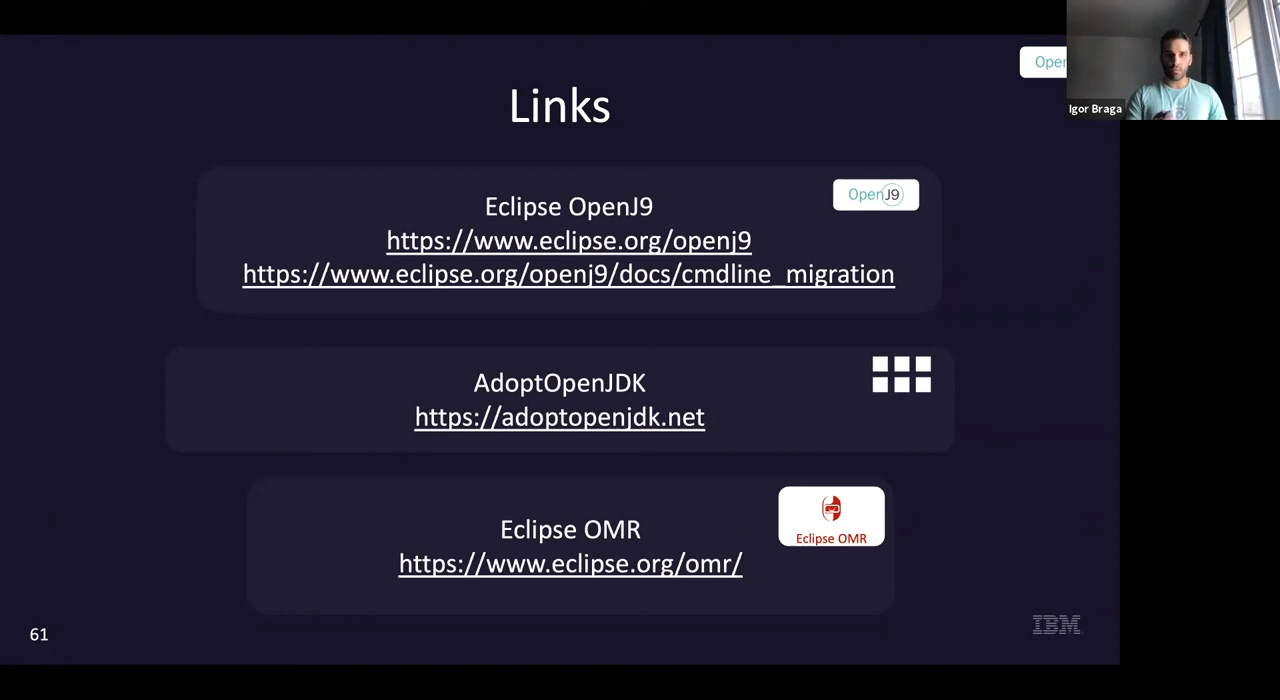 Open
Igor Braga
Links
OpenJ9
Eclipse OpenJ9
https://www.eclipse.org/openj9
https://www.eclipse.org/openj9/docs/cmdline_migration
AdoptOpenJDK
https://adoptopenjdk.net
Eclipse OMR
https://www.eclipse.org/omr/
Eclipse OMR
61
IBM